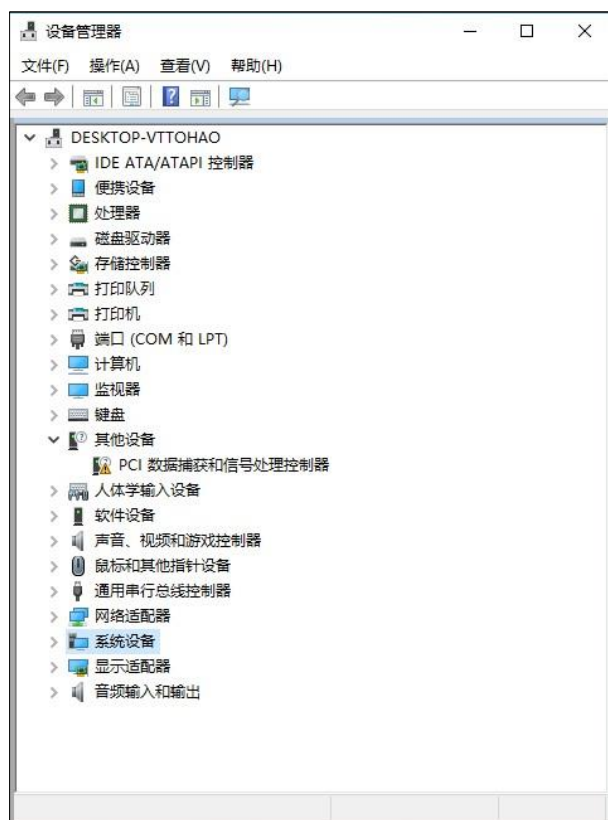 设备管理器
文件(F) 操作(A) 查看(V) 帮助(H)
DESKTOP-VTTOHAO
IDE ATA/ATAPI 控制器
便携设备
处理器
磁盘驱动器
存储控制器
打印队列
打印机
端口 (COM 和 LPT)
计算机
监视器
键盘
其他设备
PCI 数据捕获和信号处理控制器
人体学输入设备
软件设备
声音、视频和游戏控制器
鼠标和其他指针设备
通用串行总线控制器
网络适配器
系统设备
显示适配器
音频输入和输出